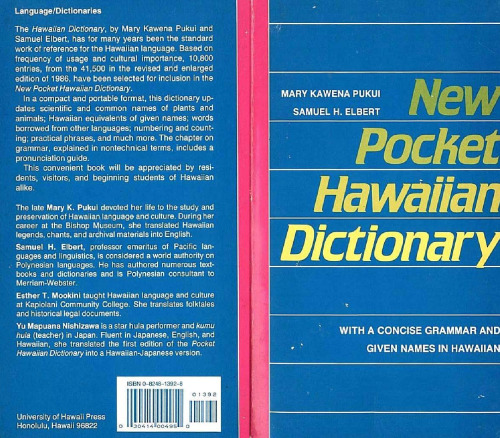 Language/Dictionaries
The Hawaiian Dictionary, by Mary Kawena Pukui and
Samuel Elbert, has for many years been the standard
work of reference for the Hawaiian language. Based on
frequency of usage and cultural importance, 10,800
entries, from the 41,500 in the revised and enlarged
edition of 1986, have been selected for inclusion in the
New Pocket Hawaiian Dictionary.
In a compact and portable format, this dictionary up-
dates scientific and common names of plants and
animals; Hawaiian equivalents of given names; words
borrowed from other languages; numbering and count-
ing; practical phrases, and much more. The chapter on
grammar, explained in nontechnical terms, includes a
pronunciation guide.
This convenient book will be appreciated by resi-
dents, visitors, and beginning students of Hawaiian
alike.
The late Mary K. Pukui devoted her life to the study and
preservation of Hawaiian language and culture. During her
career at the Bishop Museum, she translated Hawaiian
legends, chants, and archival materials into English.
Samuel H. Elbert, professor emeritus of Pacific lan-
guages and linguistics, is considered a world authority on
Polynesian languages. He has authored numerous text-
books and dictionaries and is Polynesian consultant to
Merriam-Webster.
Esther T. Mookini taught Hawaiian language and culture
at Kapiolani Community College. She translates folktales
and historical legal documents.
Yu Mapuana Nishizawa is a star hula performer and kumu
hula (teacher) in Japan. Fluent in Japanese, English, and
Hawaiian, she translated the first edition of the Pocket
Hawaiian Dictionary into a Hawaiian-Japanese version.
ISBN 0-8248-1392-8
01392
0 30414 00495 0
University of Hawaii Press
Honolulu, Hawaii 96822
MARY KAWENA PUKUI
SAMUEL H. ELBERT
New
Pocket
Hawaiian
Dictionary
WITH A CONCISE GRAMMAR AND
GIVEN NAMES IN HAWAIIAN